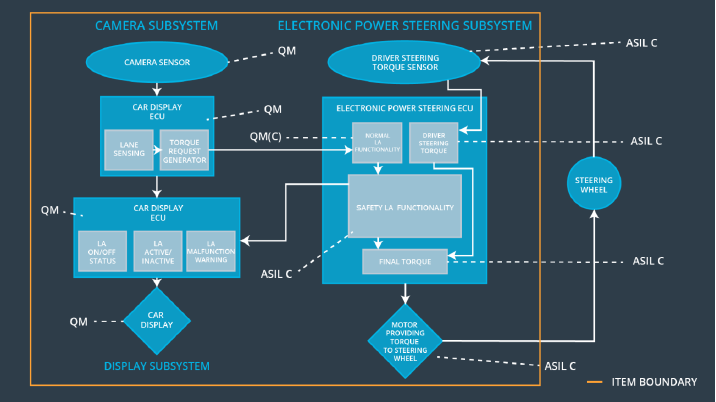 CAMERA SUBSYSTEM
ELECTRONIC POWER STEERING SUBSYSTEM
CAMERA SENSOR
QM
DRIVER STEERING
TORQUE SENSOR
ASIL C
CAR DISPLAY
ECU
QM
LANE
SENSING
TORQUE
REQUEST
GENERATOR
QM(C)
ELECTRONIC POWER STEERING ECU
NORMAL
LA
FUNCTIONALITY
DRIVER
STEERING
TORQUE
ASIL C
STEERING
WHEEL
CAR DISPLAY
ECU
QM
LA
ON/OFF
STATUS
LA
ACTIVE/
INACTIVE
LA
MALFUNCTION
WARNING
SAFETY LA FUNCTIONALITY
ASIL C
FINAL TORQUE
ASIL C
QM
CAR
DISPLAY
MOTOR
PROVIDING
TORQUE
TO STEERING
WHEEL
DISPLAY SUBSYSTEM
ASIL C
ITEM BOUNDARY